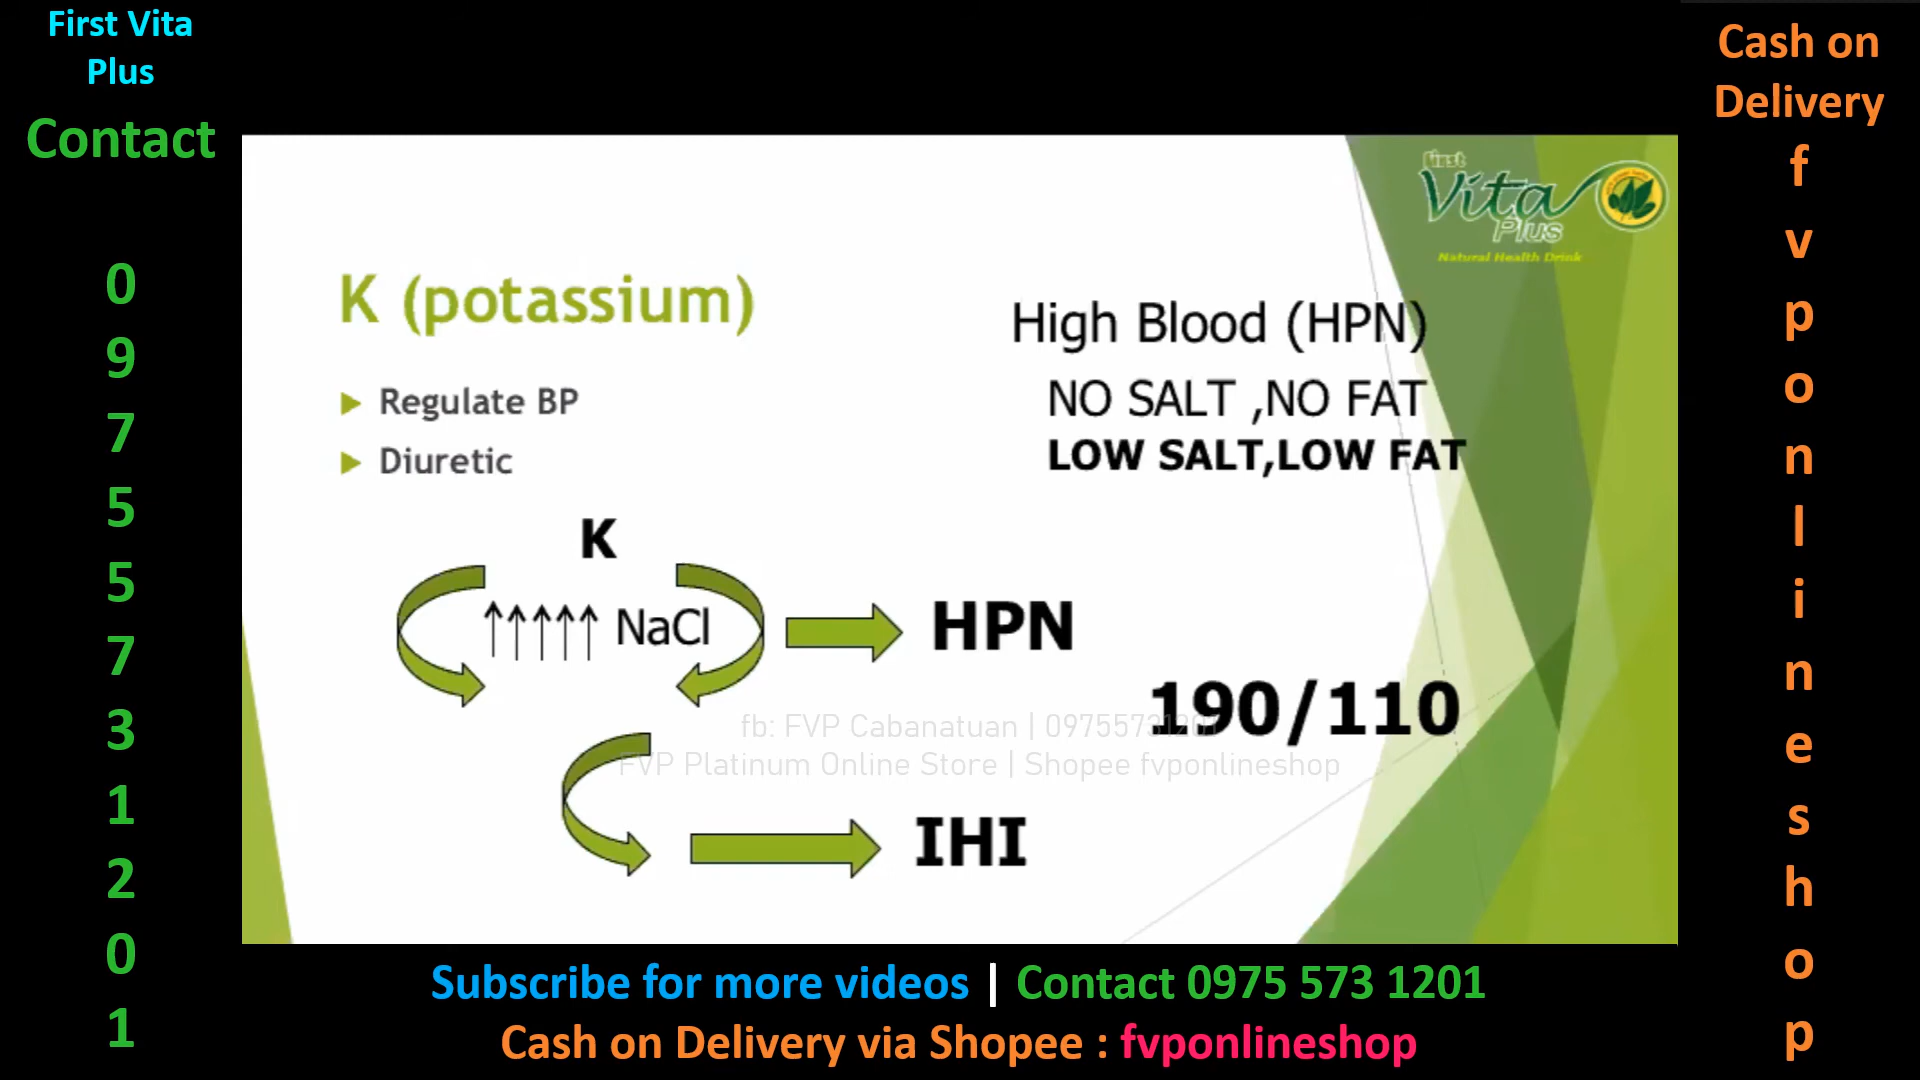 First Vita
Plus
Contact
0
9
7
5
5
7
3
1
2
0
1
First
Vita
Plus
Natural Health Drink
K (potassium)
Regulate BP
Diuretic
High Blood (HPN)
NO SALT ,NO FAT
LOW SALT,LOW FAT
K
NaCl
HPN
190/110
fb: FVP Cabanatuan | 09755731201
FVP Platinum Online Store | Shopee fvponlineshop
IHI
Cash on
Delivery
f
v
p
o
n
l
i
n
e
s
h
o
p
Subscribe for more videos | Contact 0975 573 1201
Cash on Delivery via Shopee : fvponlineshop